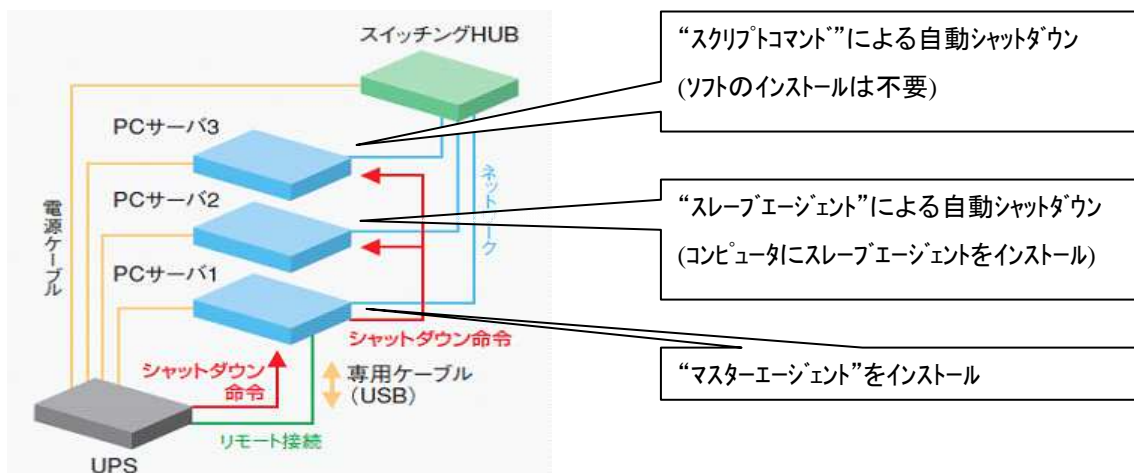 スイッチングHUB
PCサーバ3
PCサーバ2
PCサーバ1
電源ケーブル
ネットワーク
シャットダウン命令
シャットダウン
命令
専用ケーブル
(USB)
リモート接続
UPS
“スクリプトコマンド”による自動シャットダウン
(ソフトのインストールは不要)
“スレーブエージェント”による自動シャットダウン
(コンピュータにスレーブエージェントをインストール)
“マスターエージェント”をインストール